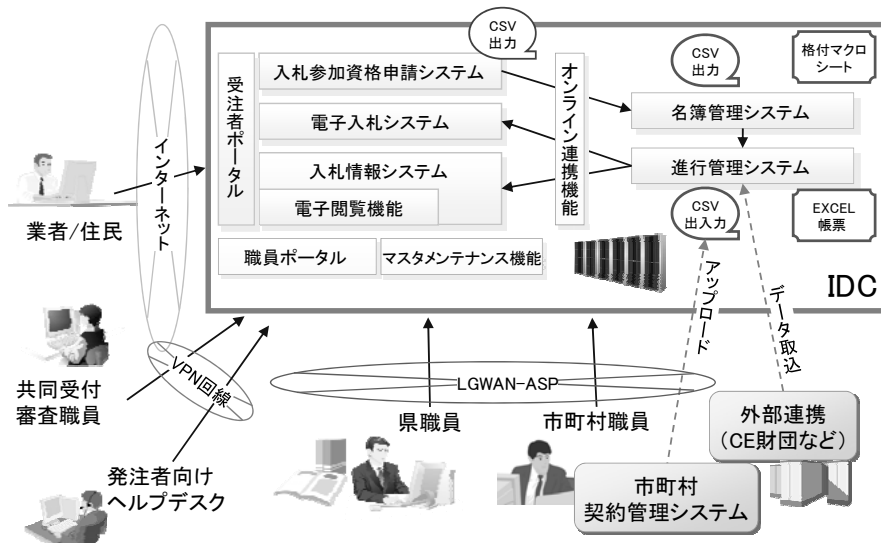 CSV
出力
CSV
出力
格付マクロ
シート
受注者ポータル
入札参加資格申請システム
電子入札システム
入札情報システム
電子閲覧機能
オンライン連携機能
名簿管理システム
進行管理システム
CSV
出入力
EXCEL
帳票
職員ポータル
マスタメンテナンス機能
IDC
インターネット
業者/住民
アップロード
データ取込
共同受付
審査職員
VPN回線
LGWAN-ASP
県職員
市町村職員
外部連携
（CE財団など）
発注者向け
ヘルプデスク
市町村
契約管理システム